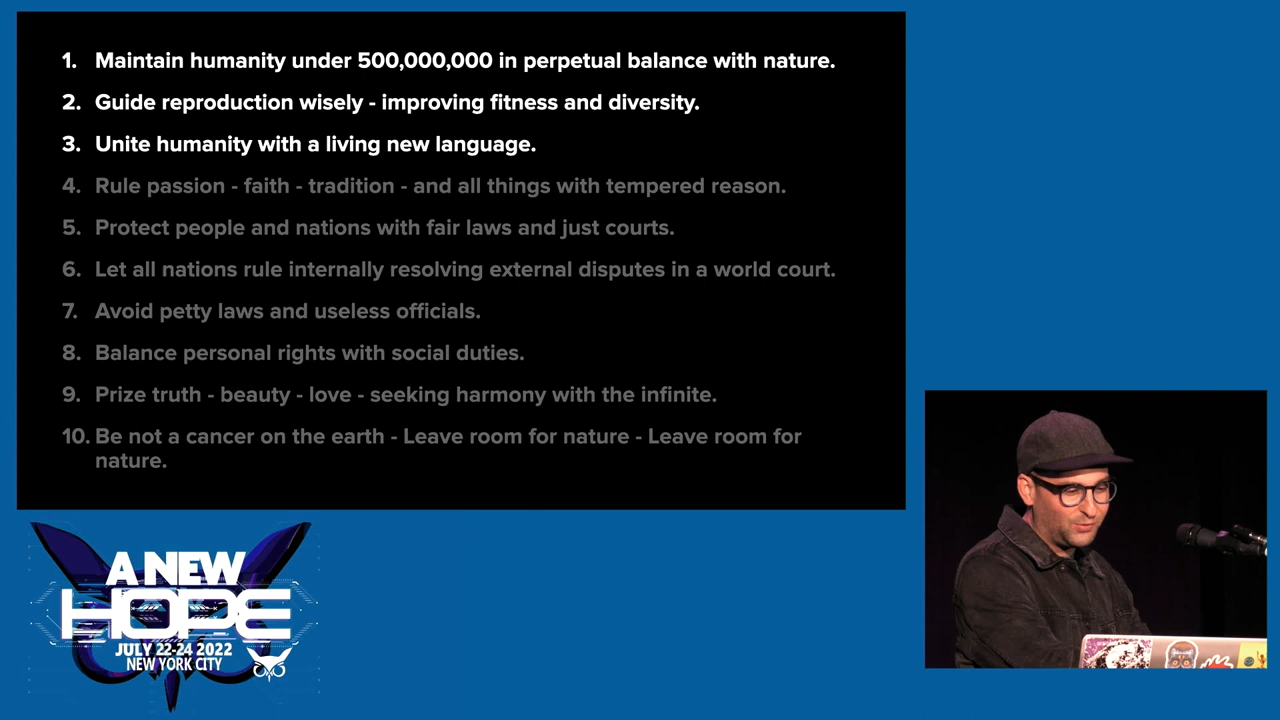 1. Maintain humanity under 500,000,000 in perpetual balance with nature.
2. Guide reproduction wisely - improving fitness and diversity.
3. Unite humanity with a living new language.
4. Rule passion - faith - tradition - and all things with tempered reason.
5. Protect people and nations with fair laws and just courts.
6. Let all nations rule internally resolving external disputes in a world court.
7. Avoid petty laws and useless officials.
8. Balance personal rights with social duties.
9. Prize truth - beauty - love - seeking harmony with the infinite.
10. Be not a cancer on the earth - Leave room for nature - Leave room for
nature.
A NEW
HOPE
JULY 22-24 2022
NEW YORK CITY